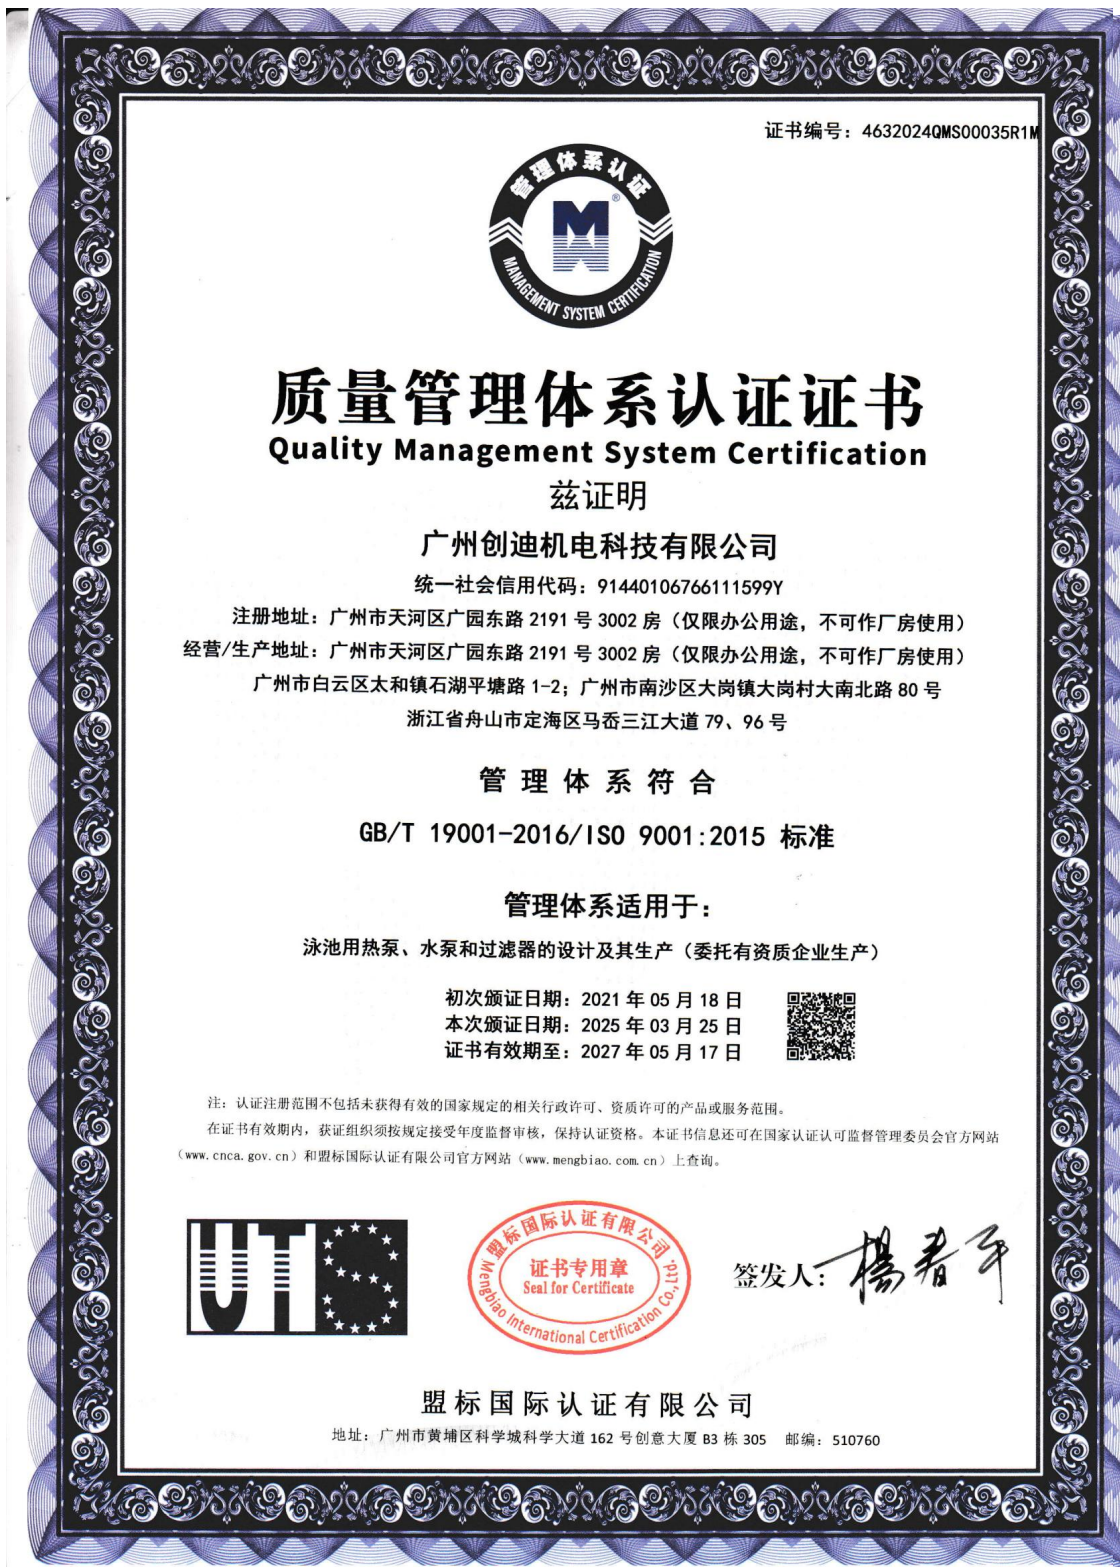 证书编号：4632024QMS00035R1M
管理体系认证
M
®
MANAGEMENT SYSTEM CERTIFICATION
质量管理体系认证证书
Quality Management System Certification
兹证明
广州创迪机电科技有限公司
统一社会信用代码：91440106766111599Y
注册地址：广州市天河区广园东路 2191 号 3002 房（仅限办公用途，不可作厂房使用）
经营/生产地址：广州市天河区广园东路 2191 号 3002 房（仅限办公用途，不可作厂房使用）
广州市白云区太和镇石湖平塘路 1-2；广州市南沙区大岗镇大岗村大南北路 80 号
浙江省舟山市定海区马岙三江大道 79、96 号
管理体系符合
GB/T 19001-2016/ISO 9001:2015 标准
管理体系适用于：
泳池用热泵、水泵和过滤器的设计及其生产（委托有资质企业生产）
初次颁证日期：2021 年 05 月 18 日
本次颁证日期：2025 年 03 月 25 日
证书有效期至：2027 年 05 月 17 日
注：认证注册范围不包括未获得有效的国家规定的相关行政许可、资质许可的产品或服务范围。
在证书有效期内，获证组织须按规定接受年度监督审核，保持认证资格。本证书信息还可在国家认证认可监督管理委员会官方网站
（www.cnca.gov.cn）和盟标国际认证有限公司官方网站（www.mengbiao.com.cn）上查询。
UTS
盟标国际认证有限公司
证书专用章
Seal for Certificate
Mengbiao International Certification Co.,Ltd.
签发人：楊春平
盟标国际认证有限公司
地址：广州市黄埔区科学城科学大道 162 号创意大厦 B3 栋 305 邮编：510760